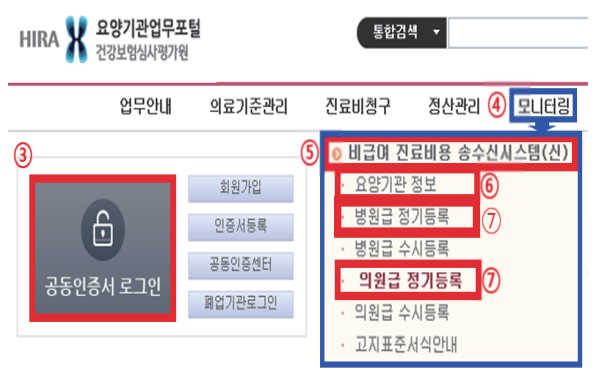 HIRA 요양기관업무포털
건강보험심사평가원
통합검색 ▼
업무안내 의료기준관리 진료비청구 정산관리 ④ 모니터링
③
공동인증서 로그인
회원가입
인증서등록
공동인증센터
폐업기관로그인
⑤ 비급여 진료비용 송수신시스템(신)
· 요양기관 정보 ⑥
· 병원급 정기등록 ⑦
· 병원급 수시등록
· 의원급 정기등록 ⑦
· 의원급 수시등록
· 고지표준서식안내